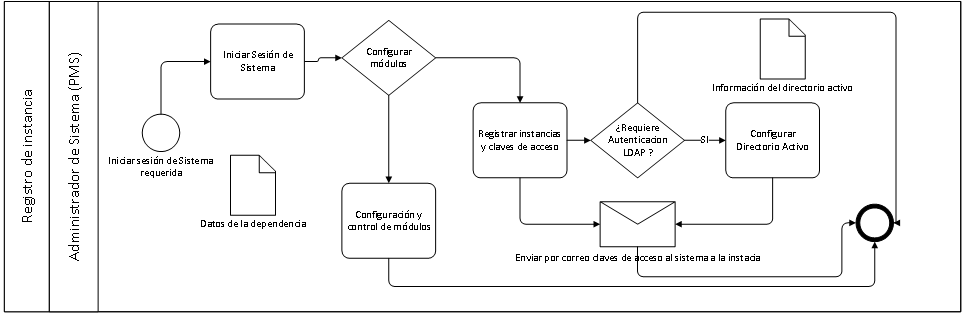 Registro de instancia
Administrador de Sistema (PMS)
Iniciar Sesión de
Sistema
Configurar
módulos
Iniciar sesión de Sistema
requerida
Datos de la dependencia
Configuración y
control de módulos
Registrar instancias
y claves de acceso
¿Requiere
Autenticacion
LDAP ?
SI
Información del directorio activo
Configurar
Directorio Activo
Enviar por correo claves de acceso al sistema a la instacia